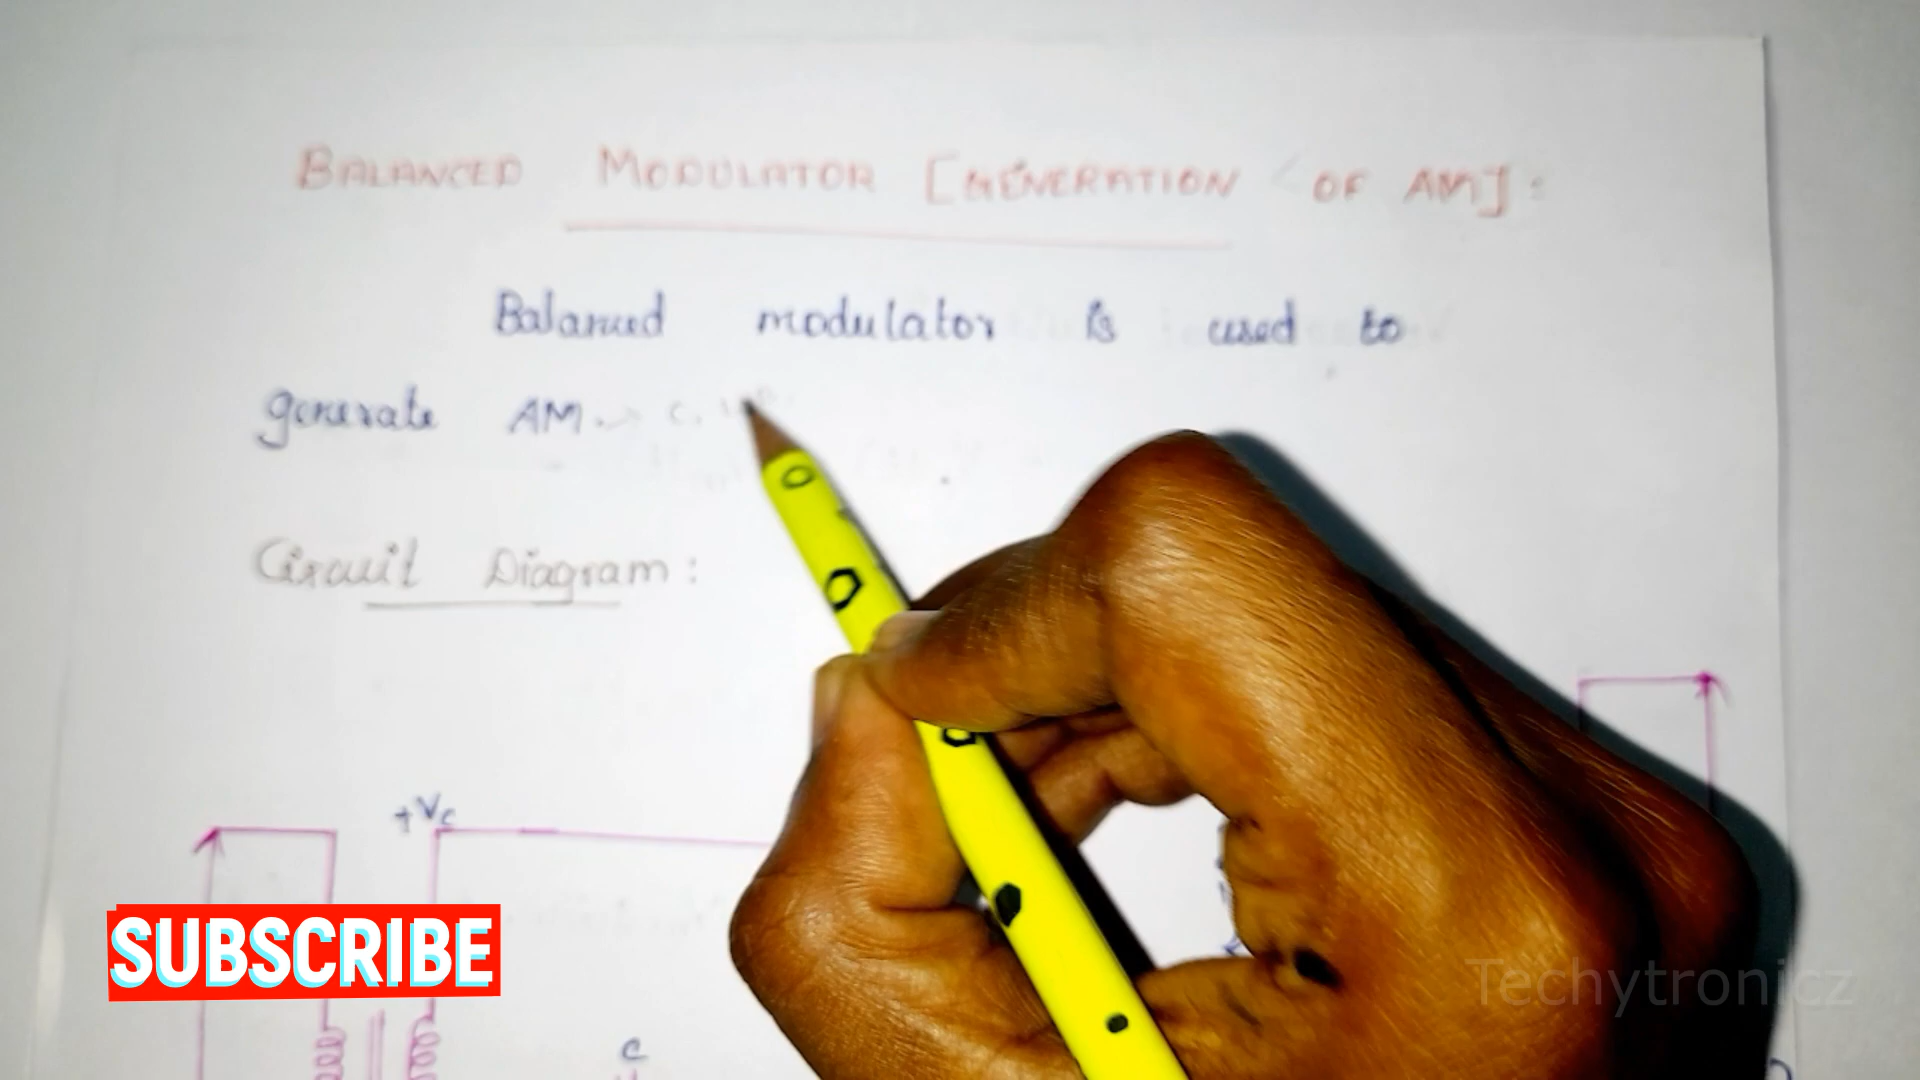 BALANCED MODULATOR [GENERATION OF AM]:
Balanced modulator is used to
generate AM
Circuit Diagram:
+Vc
SUBSCRIBE
c
Techytronicz